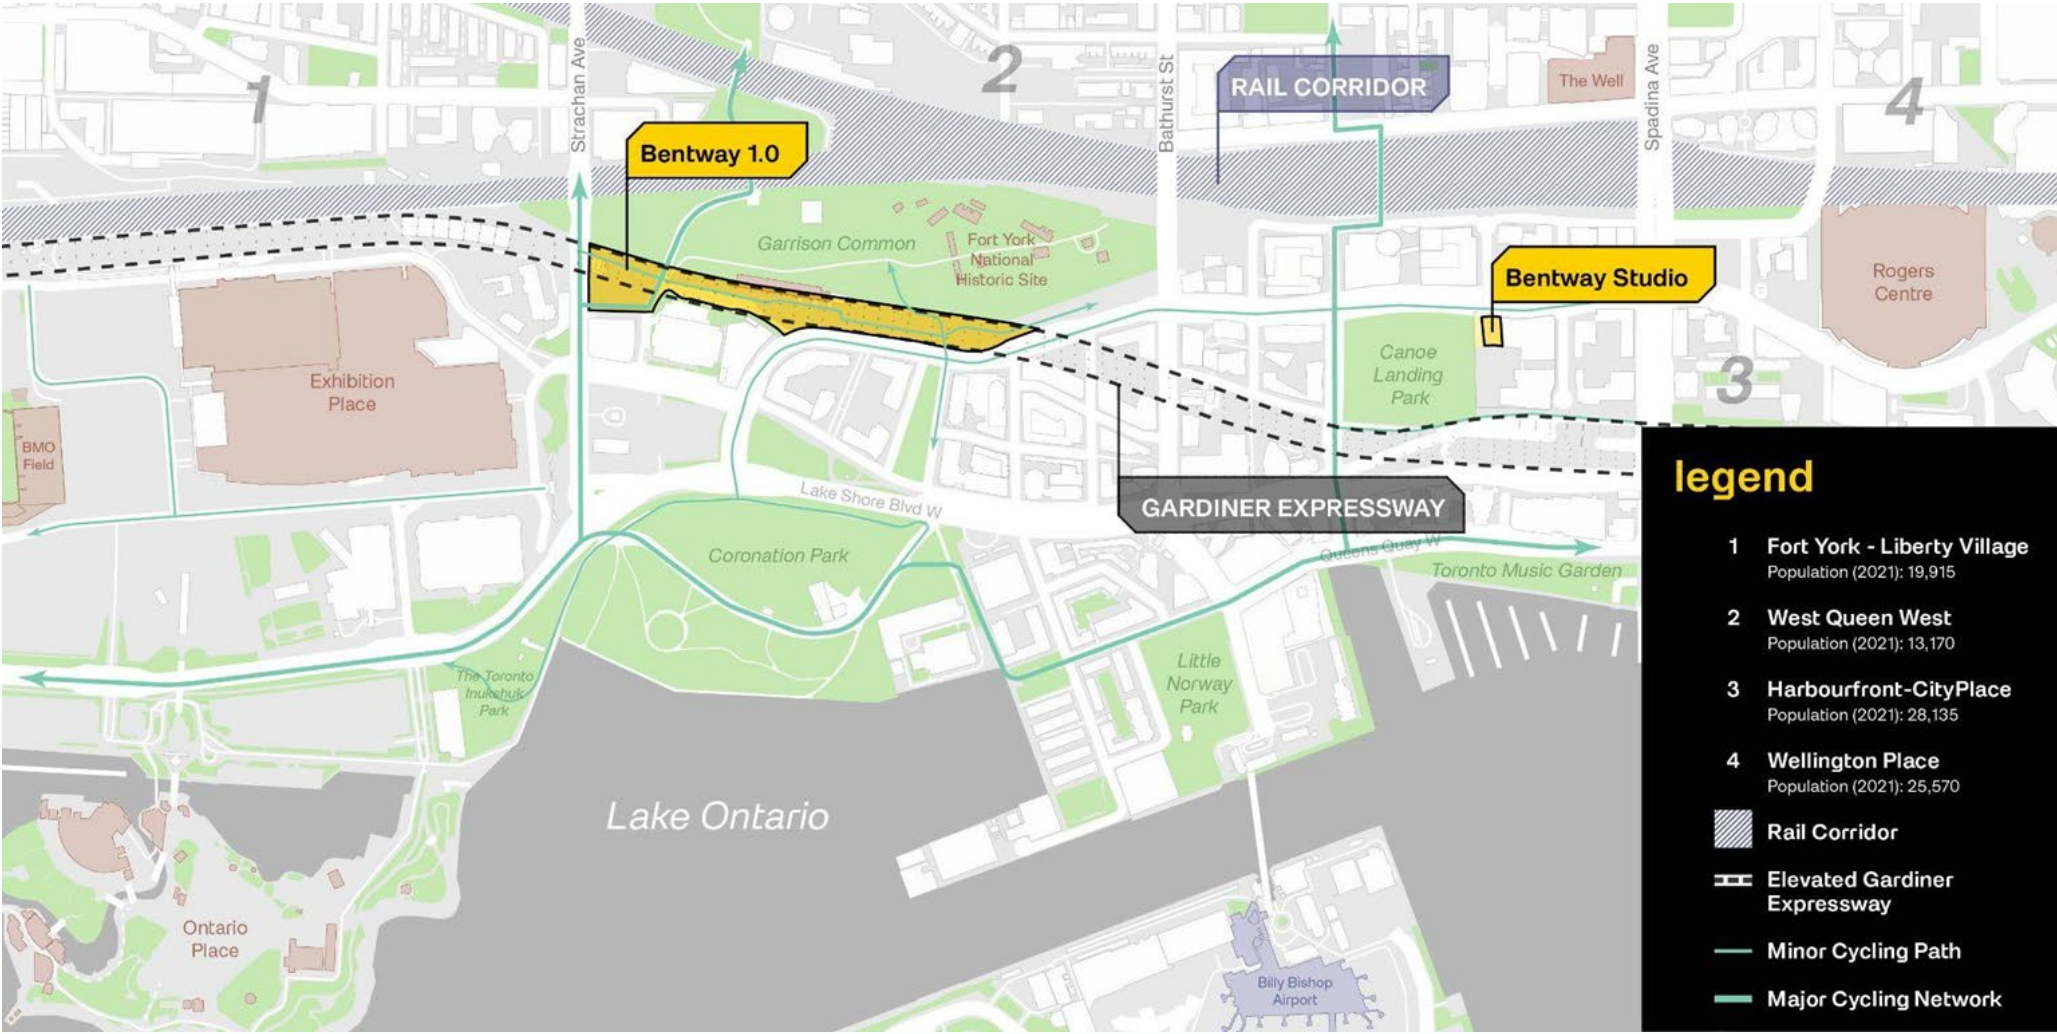 1
Strachan Ave
2
Bathurst St
RAIL CORRIDOR
The Well
Spadina Ave
4
Bentway 1.0
Garrison Common
Fort York
National
Historic Site
Bentway Studio
Rogers
Centre
Exhibition
Place
Canoe
Landing
Park
3
BMO
Field
Lake Shore Blvd W
GARDINER EXPRESSWAY
Coronation Park
Queens Quay W
Toronto Music Garden
The Toronto
Inukshuk
Park
Little
Norway
Park
Lake Ontario
Ontario
Place
Billy Bishop
Airport
legend
1 Fort York - Liberty Village
Population (2021): 19,915
2 West Queen West
Population (2021): 13,170
3 Harbourfront-CityPlace
Population (2021): 28,135
4 Wellington Place
Population (2021): 25,570
Rail Corridor
Elevated Gardiner
Expressway
Minor Cycling Path
Major Cycling Network